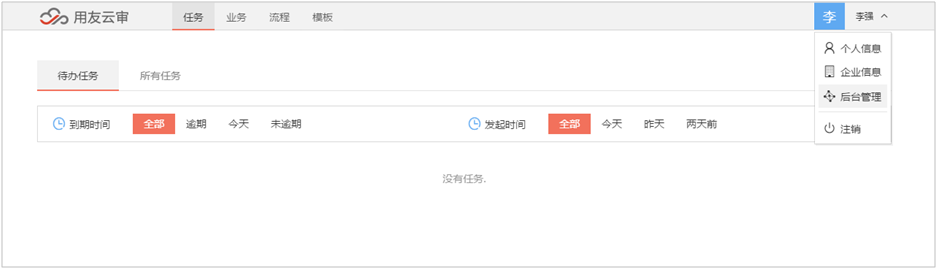 用友云审 任务 业务 流程 模板 李 李强
个人信息
待办任务 所有任务 企业信息
后台管理
到期时间 全部 逾期 今天 未逾期 发起时间 全部 今天 昨天 两天前
注销
没有任务.